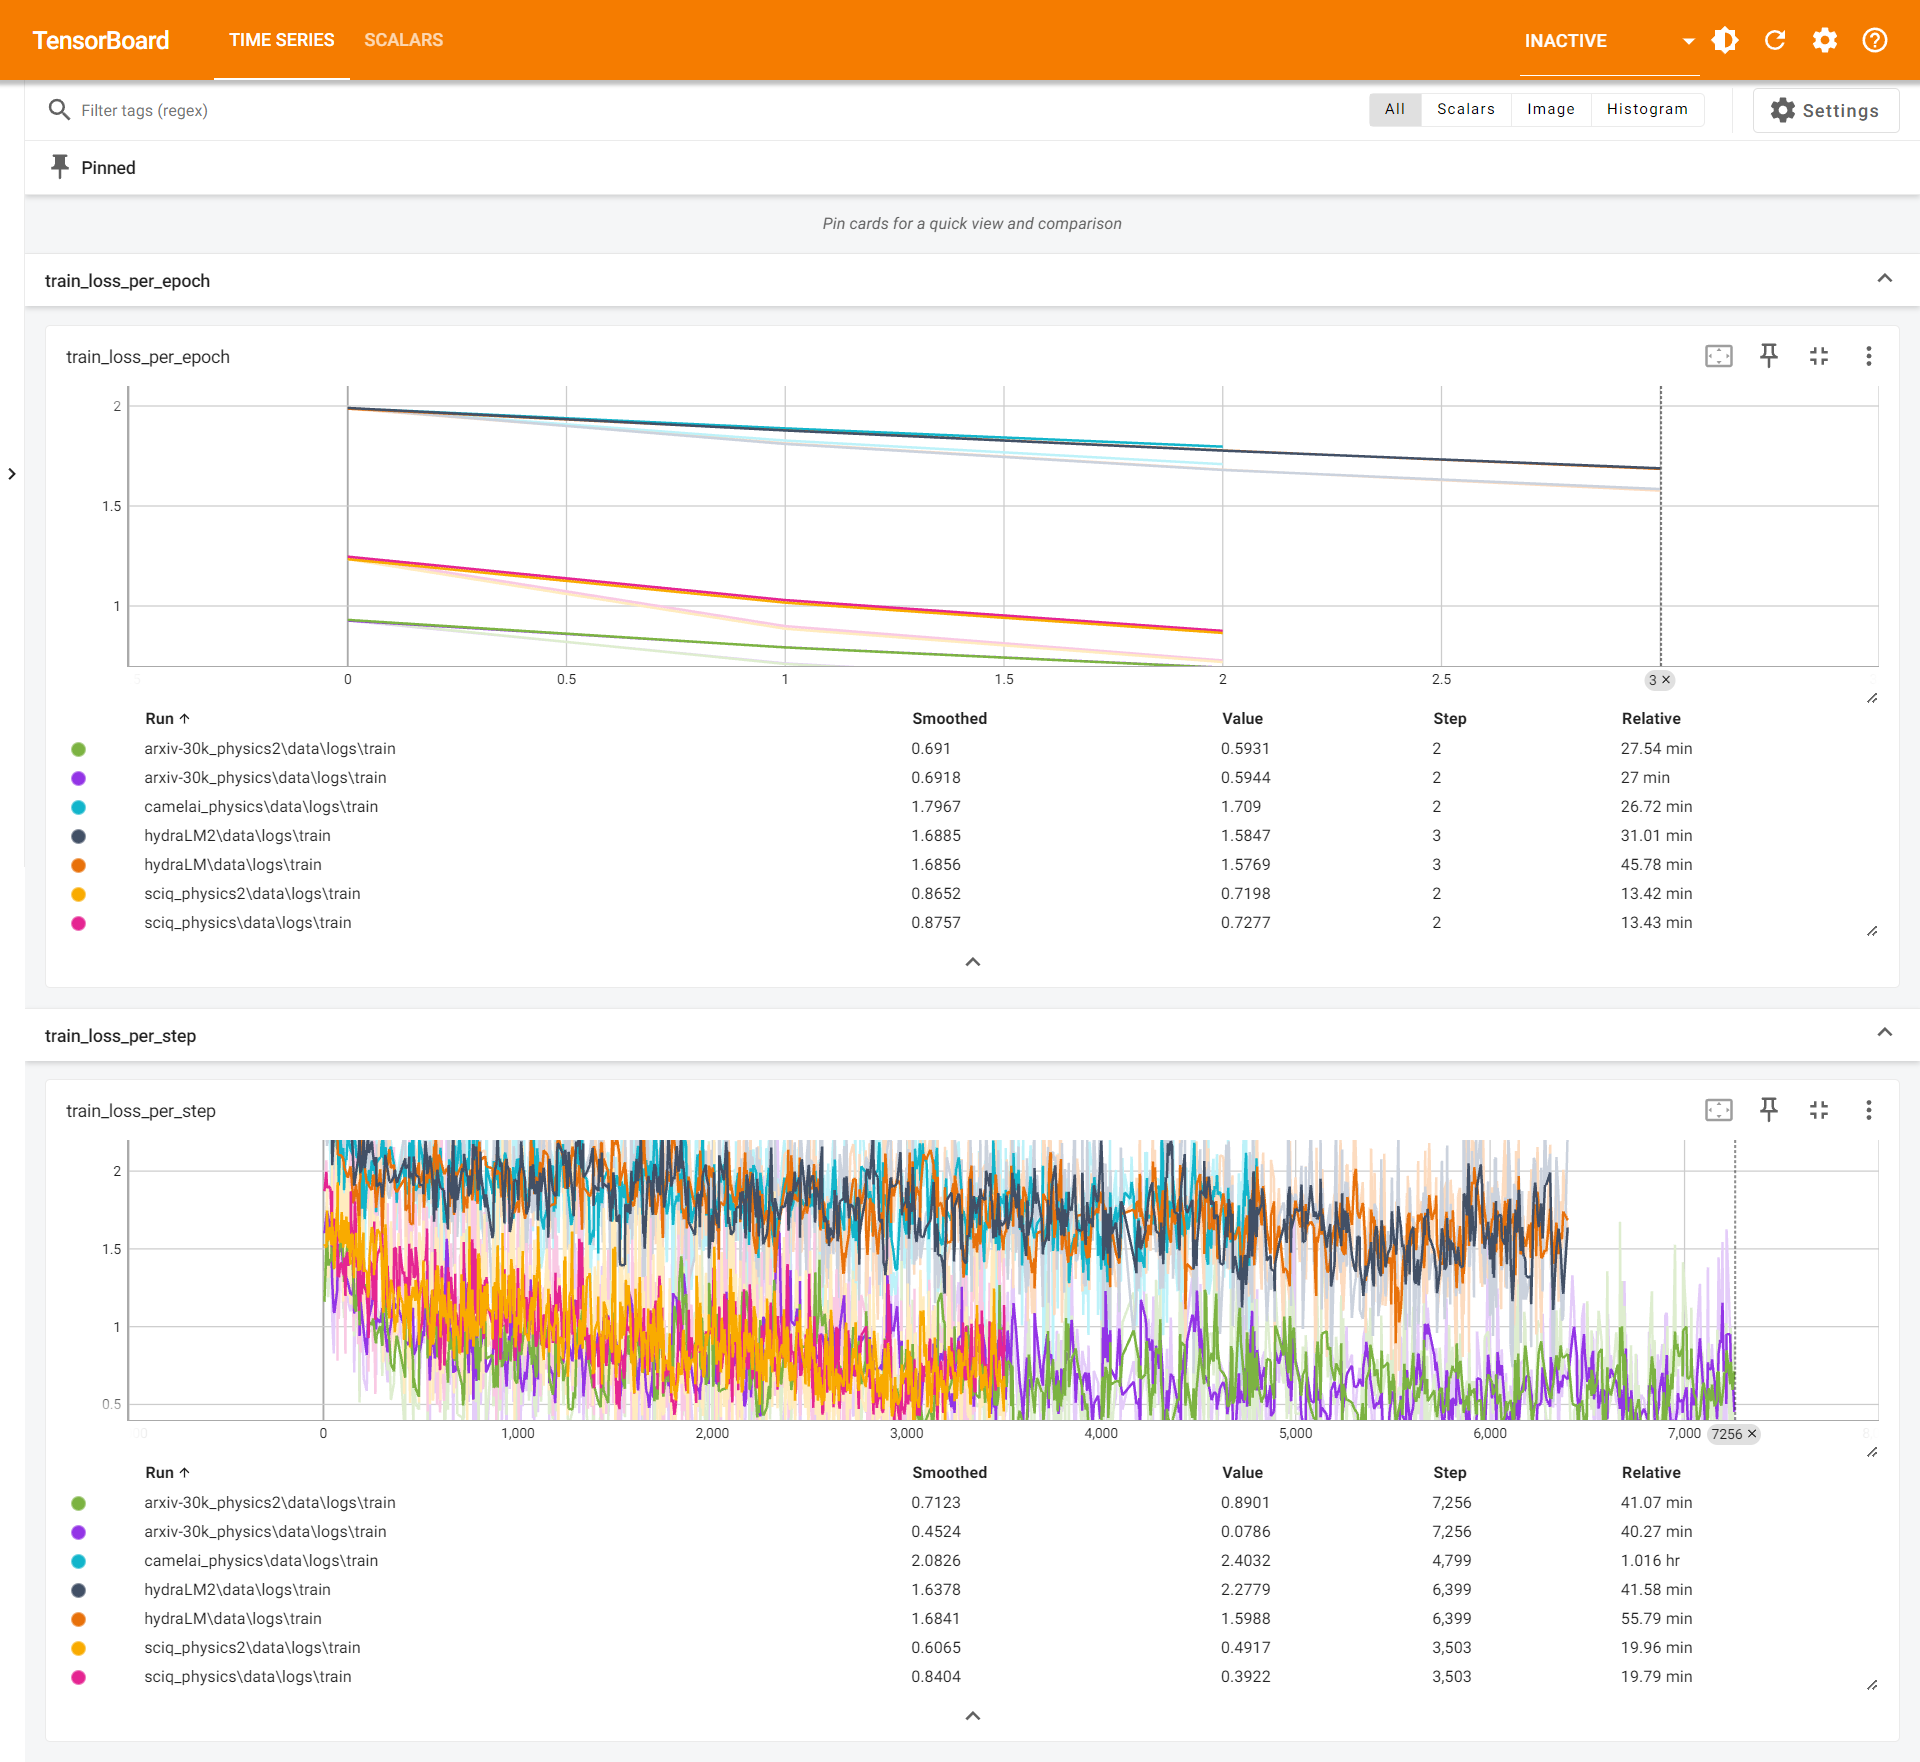 TensorBoard TIME SERIES SCALARS INACTIVE
Filter tags (regex) All Scalars Image Histogram Settings
Pinned
Pin cards for a quick view and comparison
train_loss_per_epoch
train_loss_per_epoch
2
1.5
1
0 0.5 1 1.5 2 2.5 3 ×
Run ↑ Smoothed Value Step Relative
arxiv-30k_physics2\data\logs\train 0.691 0.5931 2 27.54 min
arxiv-30k_physics\data\logs\train 0.6918 0.5944 2 27 min
camelai_physics\data\logs\train 1.7967 1.709 2 26.72 min
hydraLM2\data\logs\train 1.6885 1.5847 3 31.01 min
hydraLM\data\logs\train 1.6856 1.5769 3 45.78 min
sciq_physics2\data\logs\train 0.8652 0.7198 2 13.42 min
sciq_physics\data\logs\train 0.8757 0.7277 2 13.43 min
train_loss_per_step
train_loss_per_step
2
1.5
1
0.5
0 1,000 2,000 3,000 4,000 5,000 6,000 7,000 7256 ×
Run ↑ Smoothed Value Step Relative
arxiv-30k_physics2\data\logs\train 0.7123 0.8901 7,256 41.07 min
arxiv-30k_physics\data\logs\train 0.4524 0.0786 7,256 40.27 min
camelai_physics\data\logs\train 2.0826 2.4032 4,799 1.016 hr
hydraLM2\data\logs\train 1.6378 2.2779 6,399 41.58 min
hydraLM\data\logs\train 1.6841 1.5988 6,399 55.79 min
sciq_physics2\data\logs\train 0.6065 0.4917 3,503 19.96 min
sciq_physics\data\logs\train 0.8404 0.3922 3,503 19.79 min